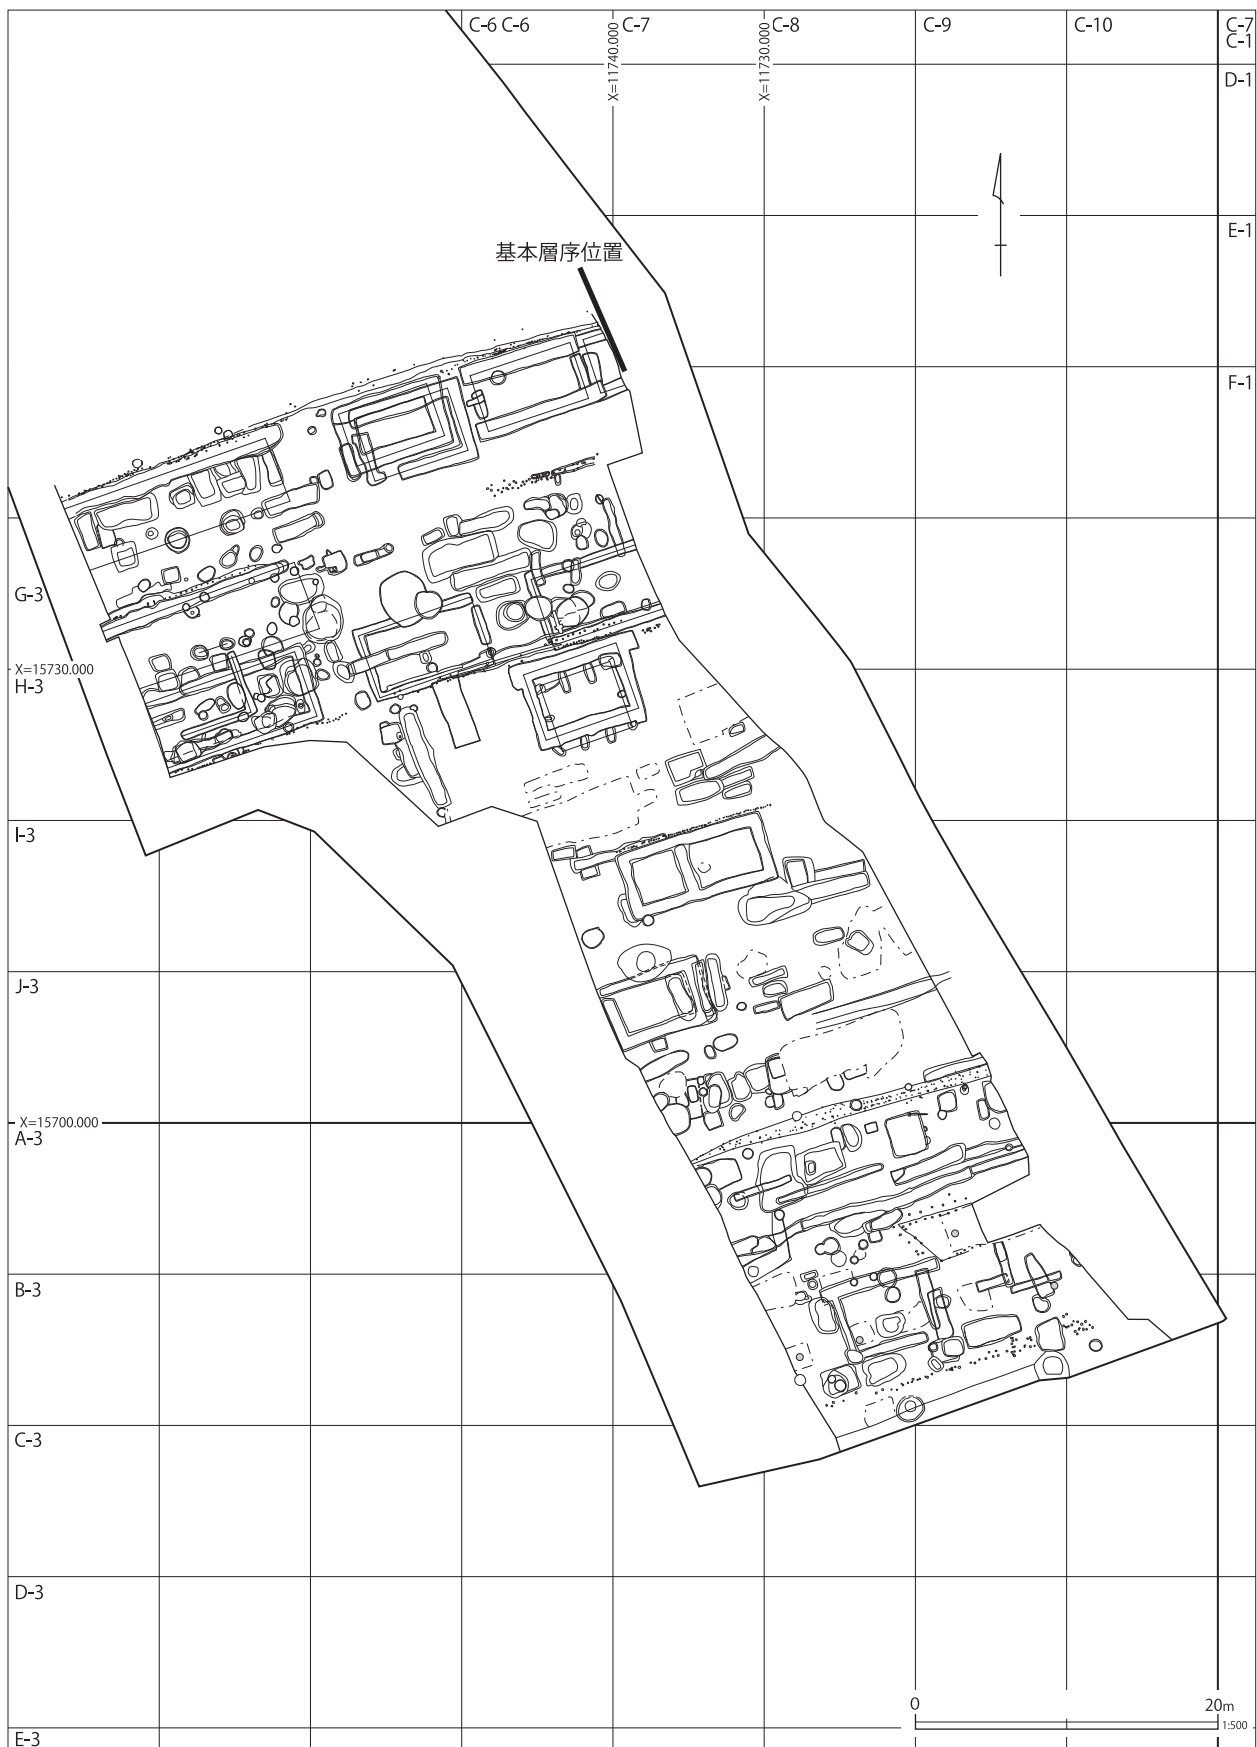 C-6 C-6 C-7 C-8 C-9 C-10 C-7
C-1
X=11740.000
X=11730.000
D-1
E-1
基本層序位置
F-1
G-3
X=15730.000
H-3
I-3
J-3
X=15700.000
A-3
B-3
C-3
D-3
0 20m
1:500
E-3